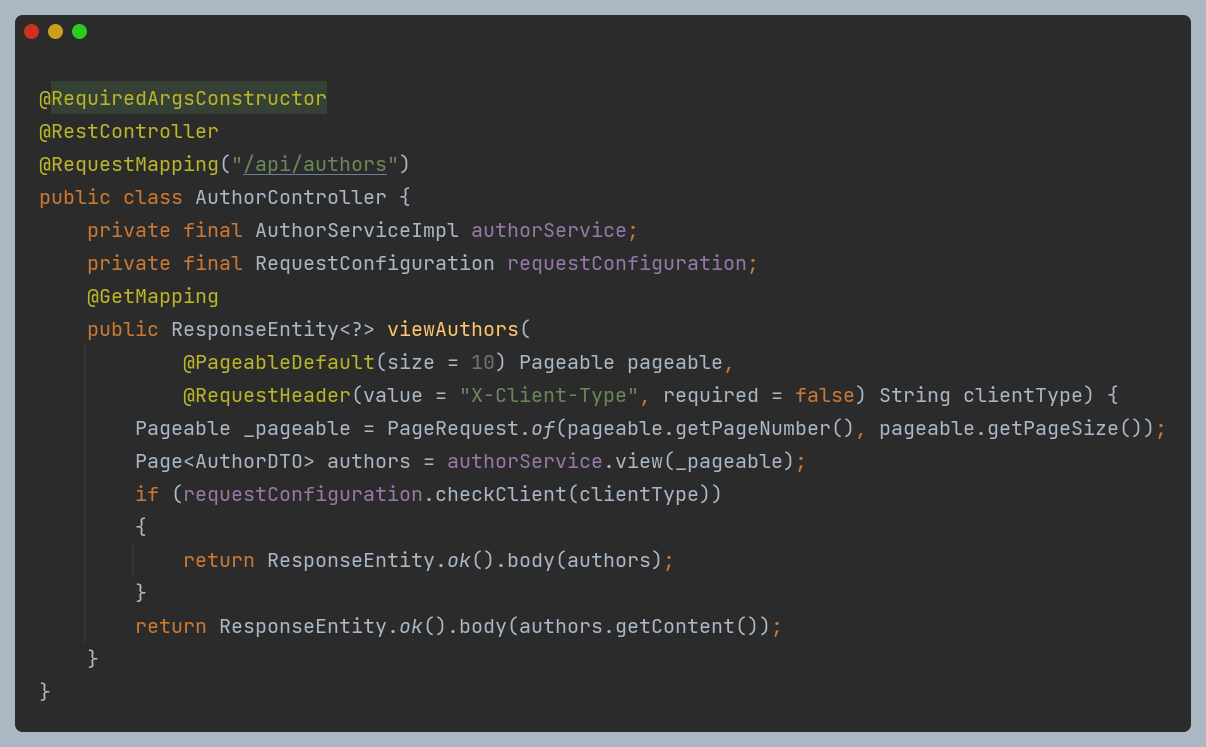 @RequiredArgsConstructor
@RestController
@RequestMapping("/api/authors")
public class AuthorController {
    private final AuthorServiceImpl authorService;
    private final RequestConfiguration requestConfiguration;
    @GetMapping
    public ResponseEntity<?> viewAuthors(
            @PageableDefault(size = 10) Pageable pageable,
            @RequestHeader(value = "X-Client-Type", required = false) String clientType) {
        Pageable _pageable = PageRequest.of(pageable.getPageNumber(), pageable.getPageSize());
        Page<AuthorDTO> authors = authorService.view(_pageable);
        if (requestConfiguration.checkClient(clientType))
        {
            return ResponseEntity.ok().body(authors);
        }
        return ResponseEntity.ok().body(authors.getContent());
    }
}